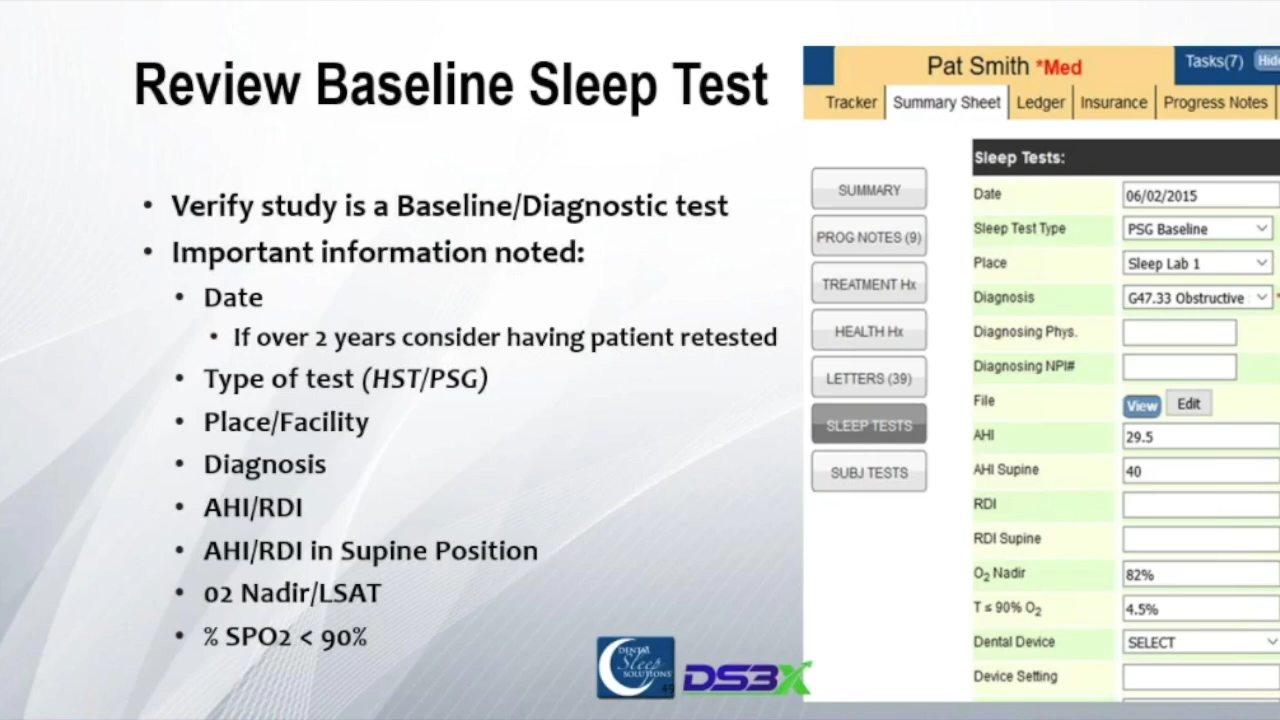 Review Baseline Sleep Test
• Verify study is a Baseline/Diagnostic test
• Important information noted:
• Date
• If over 2 years consider having patient retested
• Type of test (HST/PSG)
• Place/Facility
• Diagnosis
• AHI/RDI
• AHI/RDI in Supine Position
• 02 Nadir/LSAT
• % SPO2 < 90%
DENTAL
Sleep
SOLUTIONS
49
DS3X
Pat Smith *Med
Tasks(7) Hide
Tracker Summary Sheet Ledger Insurance Progress Notes
SUMMARY
PROG NOTES (9)
TREATMENT Hx
HEALTH Hx
LETTERS (39)
SLEEP TESTS
SUBJ TESTS
Sleep Tests:
Date 06/02/2015
Sleep Test Type PSG Baseline
Place Sleep Lab 1
Diagnosis G47.33 Obstructive *
Diagnosing Phys.
Diagnosing NPI#
File View Edit
AHI 29.5
AHI Supine 40
RDI
RDI Supine
O₂ Nadir 82%
T ≤ 90% O₂ 4.5%
Dental Device SELECT
Device Setting